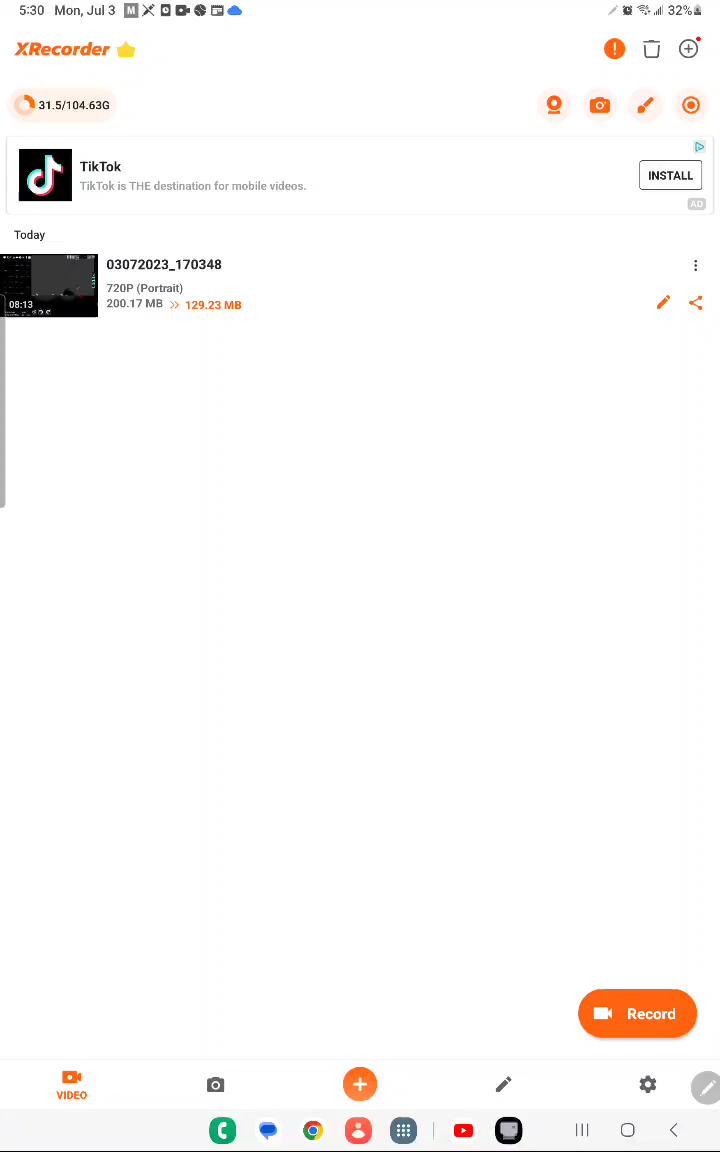 5:30 Mon, Jul 3 M 32%
XRecorder
31.5/104.63G
TikTok
TikTok is THE destination for mobile videos.
INSTALL
AD
Today
03072023_170348
720P (Portrait)
08:13
200.17 MB >> 129.23 MB
Record
VIDEO